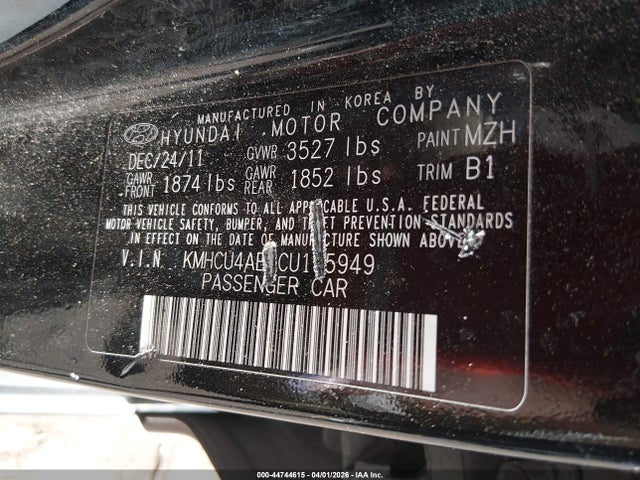 MANUFACTURED IN KOREA BY
HYUNDAI MOTOR COMPANY
DEC/24/11 GVWR 3527 lbs PAINT MZH
GAWR FRONT 1874 lbs GAWR REAR 1852 lbs TRIM B1
THIS VEHICLE CONFORMS TO ALL APPLICABLE U.S.A. FEDERAL
MOTOR VEHICLE SAFETY, BUMPER, AND THEFT PREVENTION STANDARDS
IN EFFECT ON THE DATE OF MANUFACTURE SHOWN ABOVE
V.I.N
PASSENGER CAR
000-44744615 - 04/01/2026 - IAA Inc.